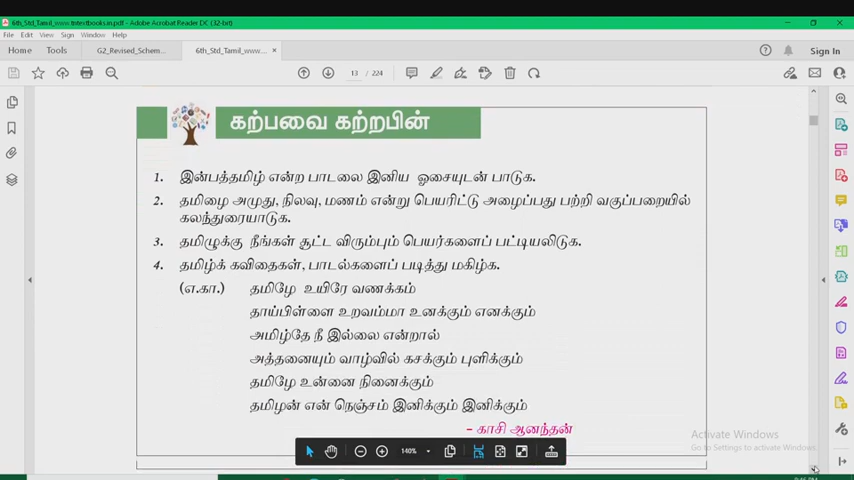 6th_Std_Tamil_www.tntextbooks.in.pdf - Adobe Acrobat Reader DC (32-bit)
File Edit View Sign Window Help
Home Tools G2_Revised_Schem... 6th_Std_Tamil_www... × Sign In
13 / 224
கற்பவை கற்றபின்
1. இன்பத்தமிழ் என்ற பாடலை இனிய ஓசையுடன் பாடுக.
2. தமிழை அமுது, நிலவு, மணம் என்று பெயரிட்டு அழைப்பது பற்றி வகுப்பறையில்
கலந்துரையாடுக.
3. தமிழுக்கு நீங்கள் சூட்ட விரும்பும் பெயர்களைப் பட்டியலிடுக.
4. தமிழ்க் கவிதைகள், பாடல்களைப் படித்து மகிழ்க.
(எ.கா.) தமிழே உயிரே வணக்கம்
தாய்பிள்ளை உறவம்மா உனக்கும் எனக்கும்
அமிழ்தே நீ இல்லை என்றால்
அத்தனையும் வாழ்வில் கசக்கும் புளிக்கும்
தமிழே உன்னை நினைக்கும்
தமிழன் என் நெஞ்சம் இனிக்கும் இனிக்கும்
- காசி ஆனந்தன்
140%
Activate Windows
Go to Settings to activate Windows.